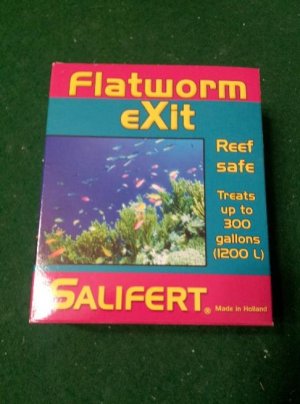 Flatworm
eXit
Reef
safe
Treats
up to
300
gallons
(1200 L)
SALIFERT®
Made in Holland